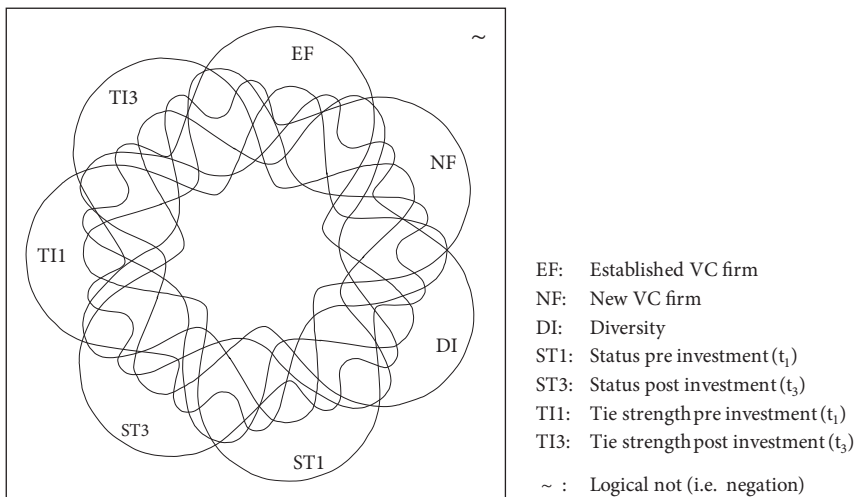 ~
EF
TI3
NF
TI1
DI
ST3
ST1
EF: Established VC firm
NF: New VC firm
DI: Diversity
ST1: Status pre investment (t₁)
ST3: Status post investment (t₃)
TI1: Tie strength pre investment (t₁)
TI3: Tie strength post investment (t₃)
~ : Logical not (i.e. negation)